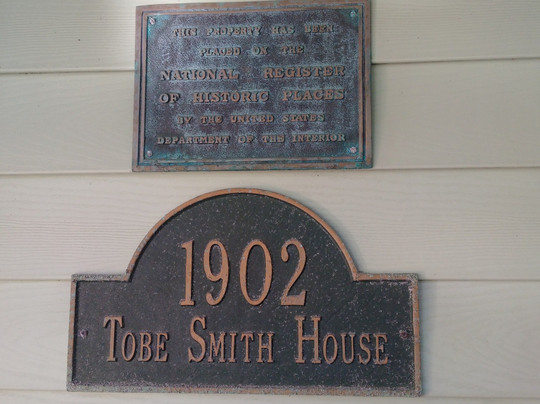 THIS PROPERTY HAS BEEN
PLACED ON THE
NATIONAL REGISTER
OF HISTORIC PLACES
BY THE UNITED STATES
DEPARTMENT OF THE INTERIOR
1902
TOBE SMITH HOUSE